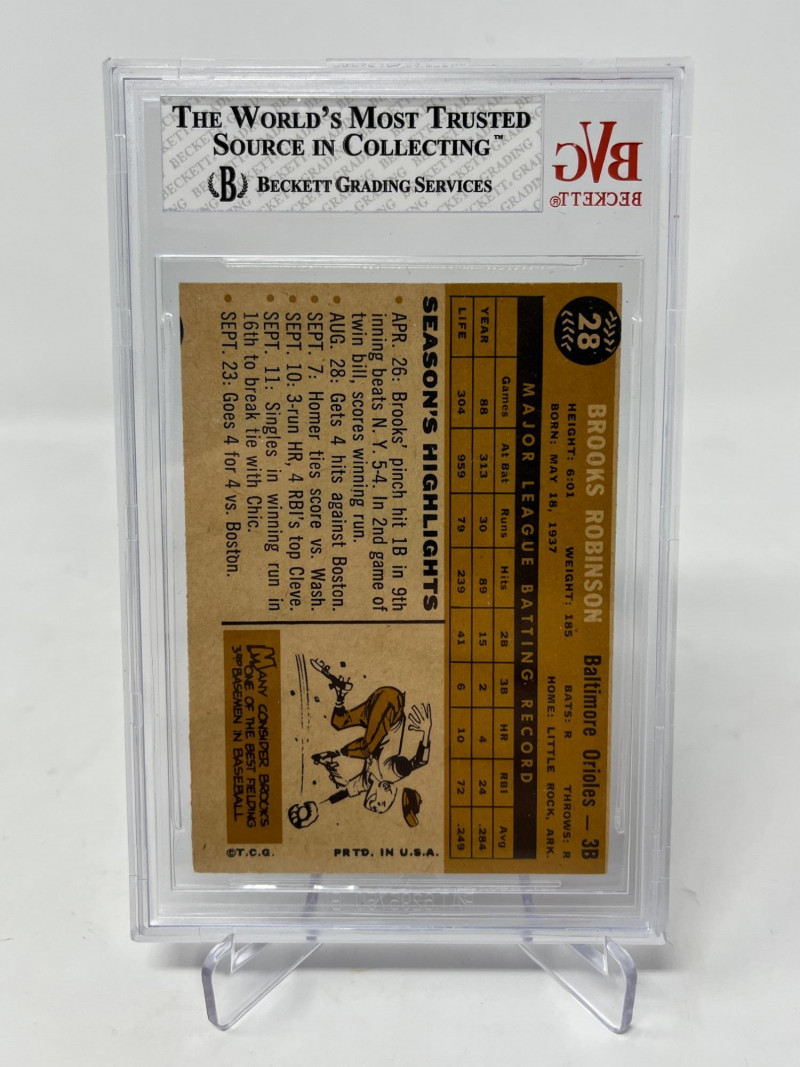 THE WORLD'S MOST TRUSTED
SOURCE IN COLLECTING™
B BECKETT GRADING SERVICES
BVG
BECKETT®
28
BROOKS ROBINSON Baltimore Orioles — 3B
HEIGHT: 6:01 WEIGHT: 185 BATS: R THROWS: R
BORN: MAY 18, 1937 HOME: LITTLE ROCK, ARK.
MAJOR LEAGUE BATTING RECORD
Games At Bat Runs Hits 2B 3B HR RBI Avg
YEAR 88 313 30 89 15 2 4 24 .284
LIFE 304 959 79 239 41 6 10 72 .249
SEASON'S HIGHLIGHTS
• APR. 26: Brooks' pinch hit 1B in 9th
inning beats N. Y. 5-4. In 2nd game of
twin bill, scores winning run.
• AUG. 28: Gets 4 hits against Boston.
• SEPT. 7: Homer ties score vs. Wash.
• SEPT. 10: 3-run HR, 4 RBI's top Cleve.
• SEPT. 11: Singles in winning run in
16th to break tie with Chic.
• SEPT. 23: Goes 4 for 4 vs. Boston.
MANY CONSIDER BROOKS
ONE OF THE BEST FIELDING
3RD BASEMEN IN BASEBALL
©T.C.G. PRTD. IN U.S.A.